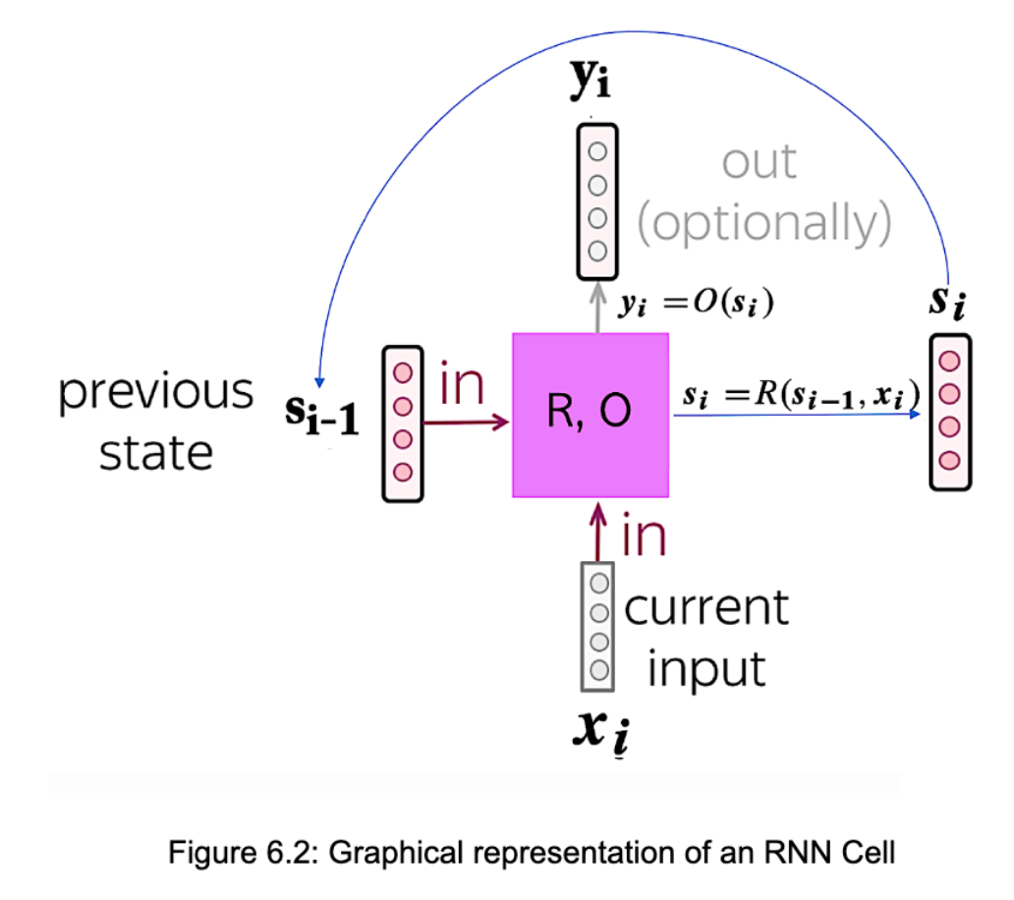 yi
out
(optionally)
yi =O(si)
si
previous
state
si-1
in
R, O
si =R(si−1, xi)
in
current
input
xi
Figure 6.2: Graphical representation of an RNN Cell